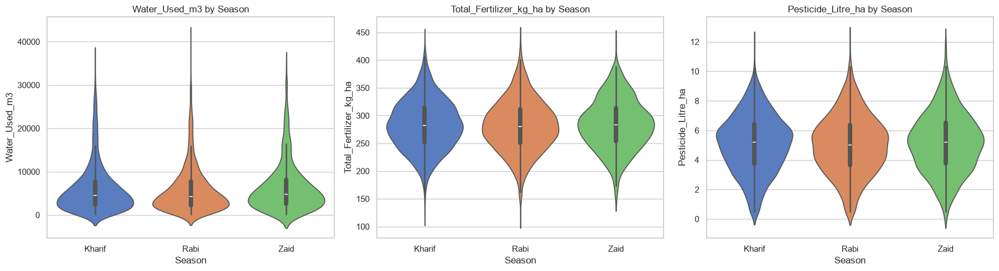 Water_Used_m3 by Season
Water_Used_m3
40000
30000
20000
10000
0
Kharif
Rabi
Zaid
Season
Total_Fertilizer_kg_ha by Season
Total_Fertilizer_kg_ha
450
400
350
300
250
200
150
100
Kharif
Rabi
Zaid
Season
Pesticide_Litre_ha by Season
Pesticide_Litre_ha
12
10
8
6
4
2
0
Kharif
Rabi
Zaid
Season